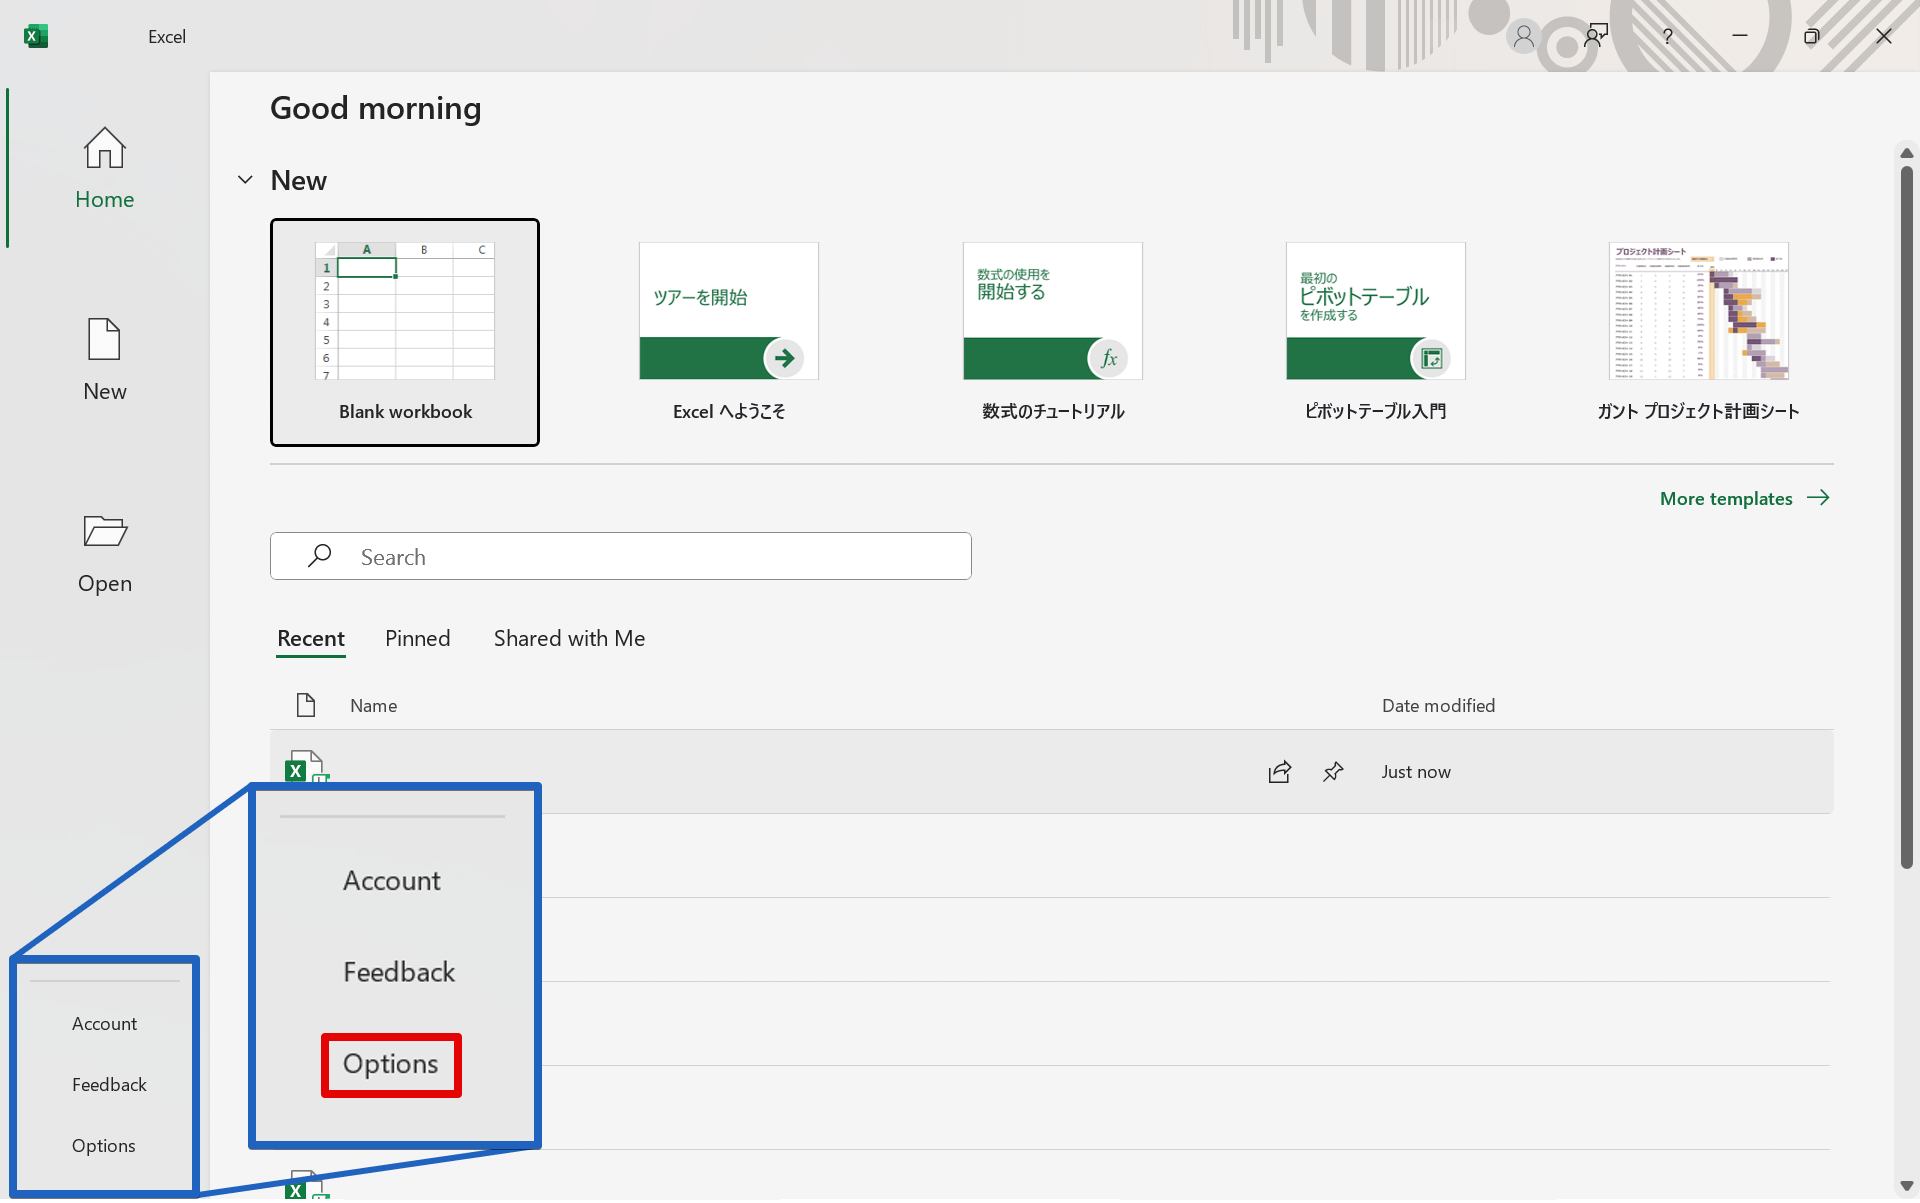 Excel
Home
New
Open
Account
Feedback
Options
Good morning
New
A B C
1
2
3
4
5
6
7
Blank workbook
ツアーを開始
Excel へようこそ
数式の使用を
開始する
fx
数式のチュートリアル
最初の
ピボットテーブル
を作成する
ピボットテーブル入門
プロジェクト計画シート
ガント プロジェクト計画シート
More templates
Search
Recent Pinned Shared with Me
Name Date modified
Just now
Account
Feedback
Options